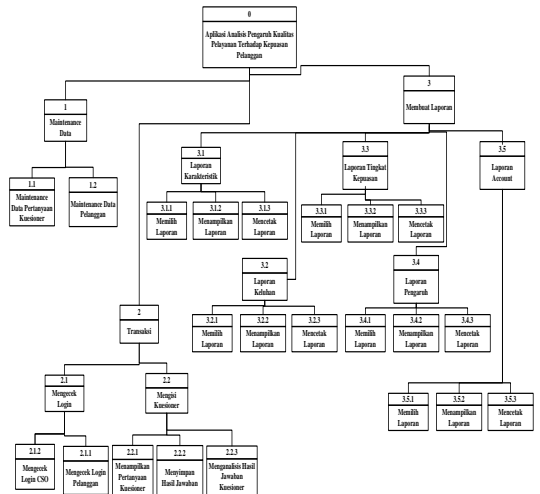 0
Aplikasi Analisis Pengaruh Kualitas
Pelayanan Terhadap Kepuasan
Pelanggan
1
Maintenance
Data
3
Membuat Laporan
1.1
Maintenance
Data Pertanyaan
Kuesioner
1.2
Maintenance Data
Pelanggan
3.1
Laporan
Karakteristik
3.3
Laporan Tingkat
Kepuasan
3.5
Laporan
Account
3.1.1
Memilih
Laporan
3.1.2
Menampilkan
Laporan
3.1.3
Mencetak
Laporan
3.3.1
Memilih
Laporan
3.3.2
Menampilkan
Laporan
3.3.3
Mencetak
Laporan
3.2
Laporan
Keluhan
3.4
Laporan
Pengaruh
2
Transaksi
3.2.1
Memilih
Laporan
3.2.2
Menampilkan
Laporan
3.2.3
Mencetak
Laporan
3.4.1
Memilih
Laporan
3.4.2
Menampilkan
Laporan
3.4.3
Mencetak
Laporan
2.1
Mengecek
Login
2.2
Mengisi
Kuesioner
3.5.1
Memilih
Laporan
3.5.2
Menampilkan
Laporan
3.5.3
Mencetak
Laporan
2.1.2
Mengecek
Login CSO
2.1.1
Mengecek Login
Pelanggan
2.2.1
Menampilkan
Pertanyaan
Kuesioner
2.2.2
Menyimpan
Hasil Jawaban
2.2.3
Menganalisis Hasil
Jawaban
Kuesioner